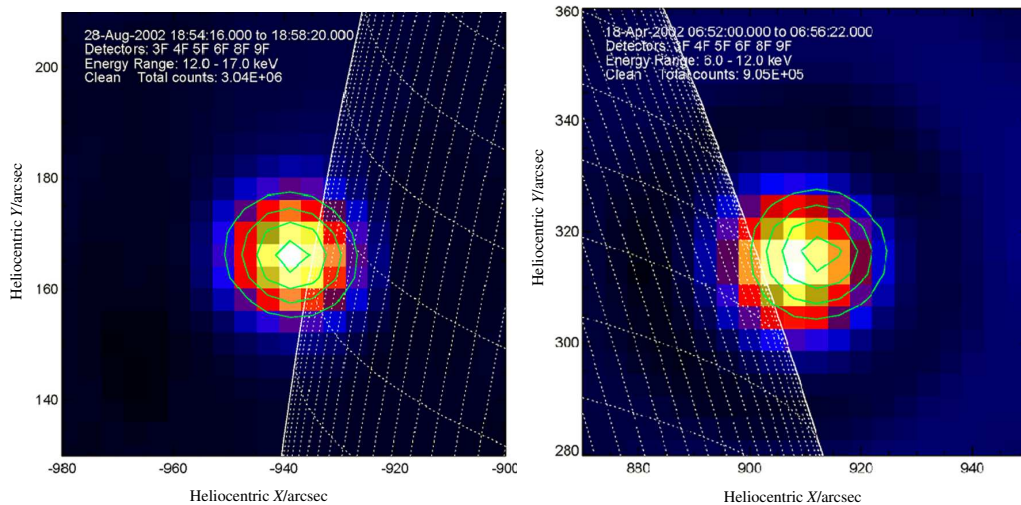 28-Aug-2002 18:54:16.000 to 18:58:20.000
Detectors: 3F 4F 5F 6F 8F 9F
Energy Range: 12.0 - 17.0 keV
Clean Total counts: 3.04E+06
200
180
160
140
-980
-960
-940
-920
-900
Heliocentric Y/arcsec
Heliocentric X/arcsec
18-Apr-2002 06:52:00.000 to 06:56:22.000
Detectors: 3F 4F 5F 6F 8F 9F
Energy Range: 6.0 - 12.0 keV
Clean Total counts: 9.05E+05
360
340
320
300
280
880
900
920
940
Heliocentric Y/arcsec
Heliocentric X/arcsec